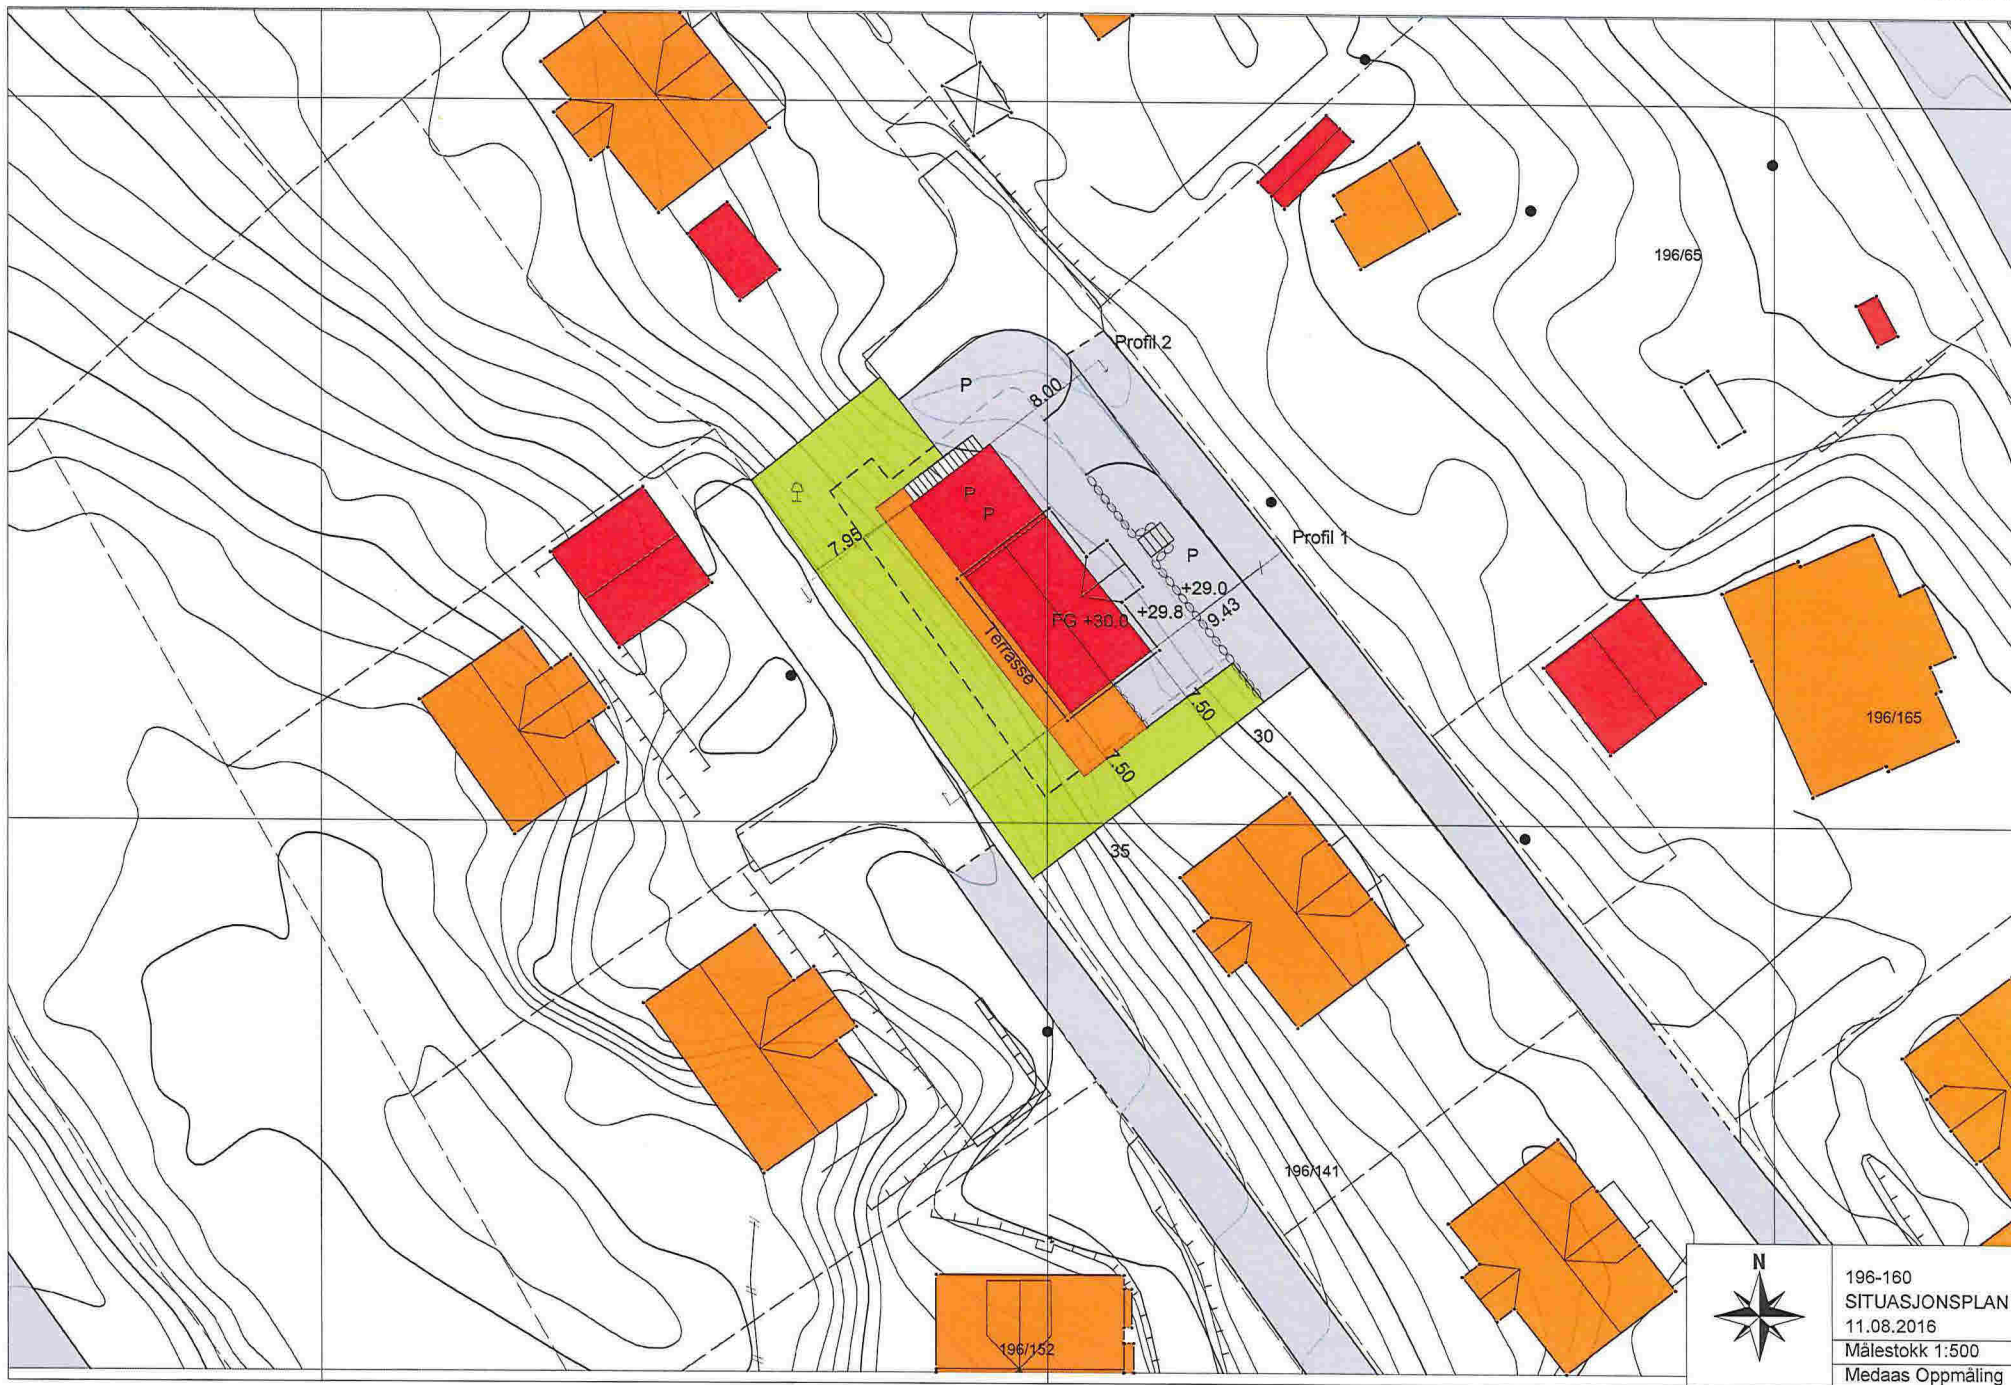 196/65
Profil 2
P
8.00
P
P
7.95
Profil 1
P
+29.0
+29.8
9.43
FG +30.0
Terrasse
7.50
7.50
30
35
196/165
196/141
196/152
N
196-160
SITUASJONSPLAN
11.08.2016
Målestokk 1:500
Medaas Oppmåling